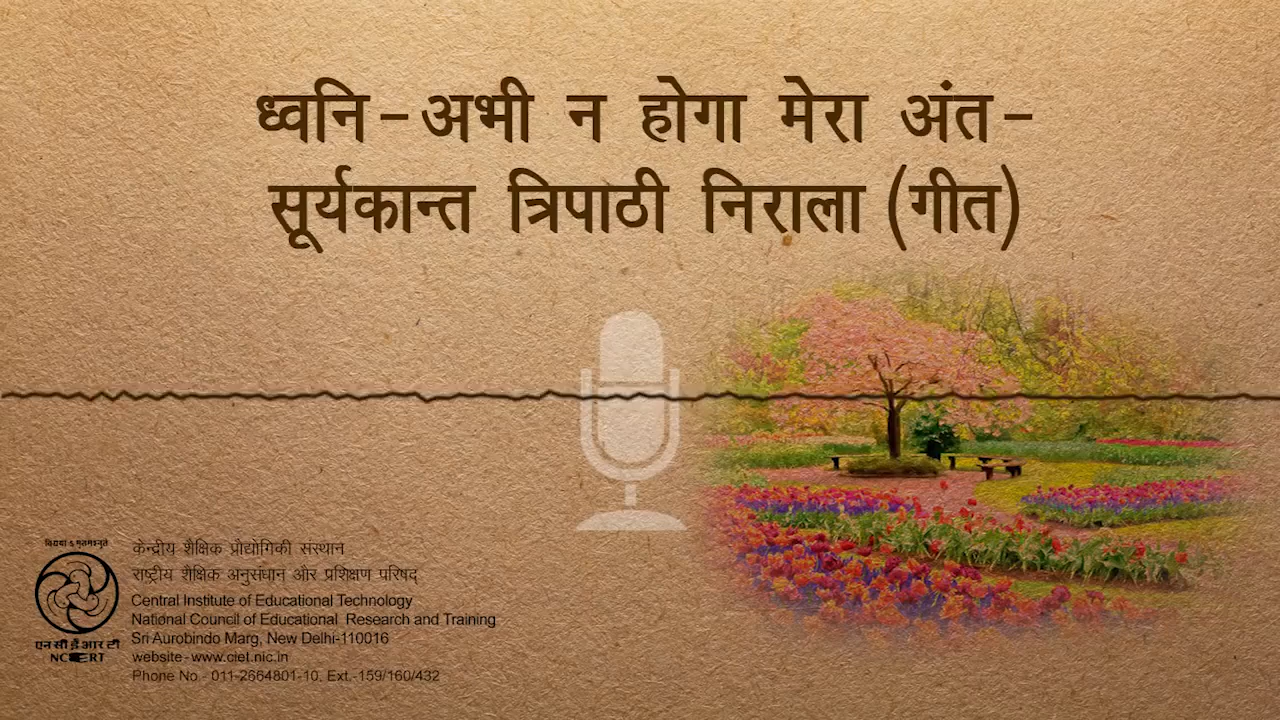 ध्वनि-अभी न होगा मेरा अंत-
सूर्यकान्त त्रिपाठी निराला (गीत)
विद्यया ऽ मृतमश्नुते
एन सी ई आर टी
NCERT
केन्द्रीय शैक्षिक प्रौद्योगिकी संस्थान
राष्ट्रीय शैक्षिक अनुसंधान और प्रशिक्षण परिषद्
Central Institute of Educational Technology
National Council of Educational Research and Training
Sri Aurobindo Marg, New Delhi-110016
website-www.ciet.nic.in
Phone No.- 011-2664801-10, Ext.-159/160/432